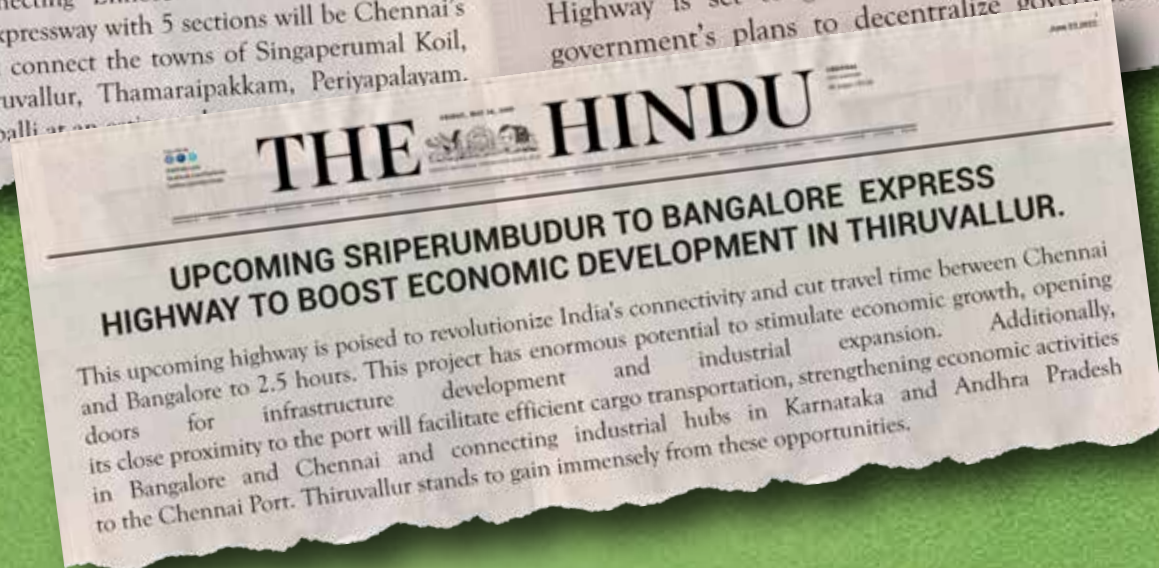 xpressway with 5 sections will be Chennai's
connect the towns of Singaperumal Koil,
uvallur, Thamaraipakkam, Periyapalayam.
Highway is
government's plans to decentralize
THE HINDU
UPCOMING SRIPERUMBUDUR TO BANGALORE EXPRESS
HIGHWAY TO BOOST ECONOMIC DEVELOPMENT IN THIRUVALLUR.
This upcoming highway is poised to revolutionize India's connectivity and cut travel time between Chennai
and Bangalore to 2.5 hours. This project has enormous potential to stimulate economic growth, opening
doors for infrastructure development and industrial expansion. Additionally,
its close proximity to the port will facilitate efficient cargo transportation, strengthening economic activities
in Bangalore and Chennai and connecting industrial hubs in Karnataka and Andhra Pradesh
to the Chennai Port. Thiruvallur stands to gain immensely from these opportunities.